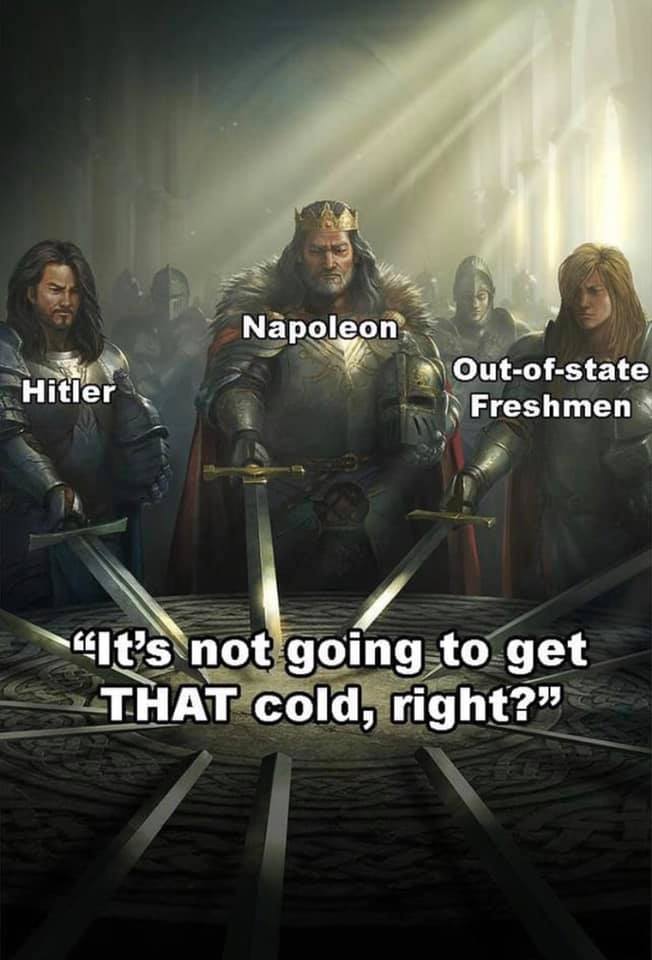 Napoleon
Hitler
Out-of-state
Freshmen
“It’s not going to get
THAT cold, right?”